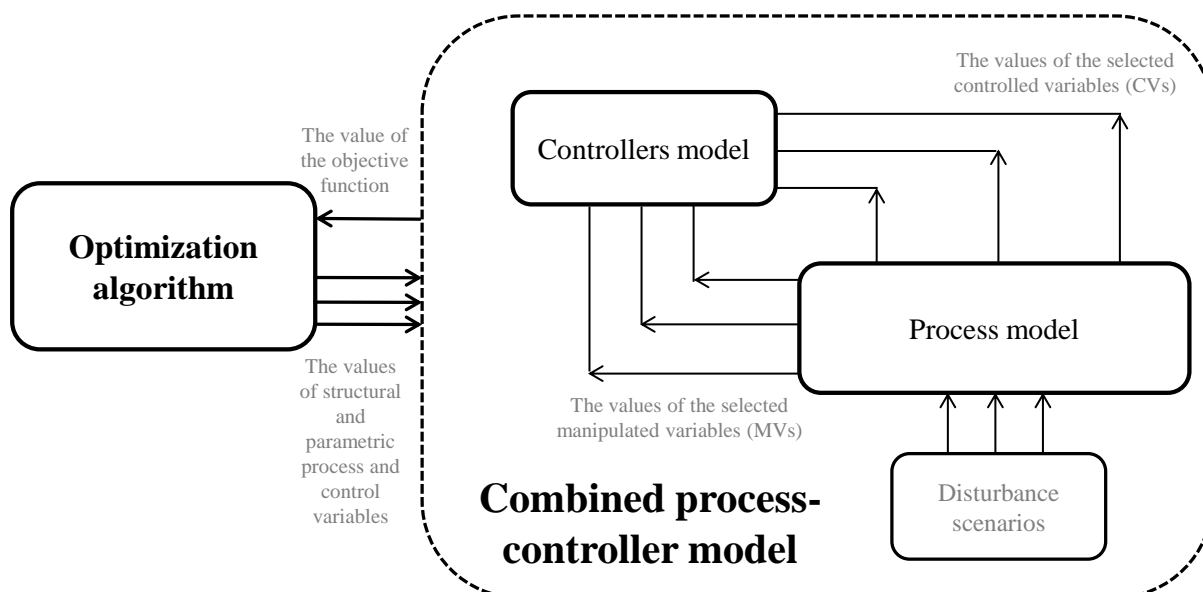 The value of
the objective
function
Optimization
algorithm
The values
of structural
and
parametric
process and
control
variables
The values of the selected
controlled variables (CVs)
Controllers model
Process model
The values of the selected
manipulated variables (MVs)
Disturbance
scenarios
Combined process-
controller model